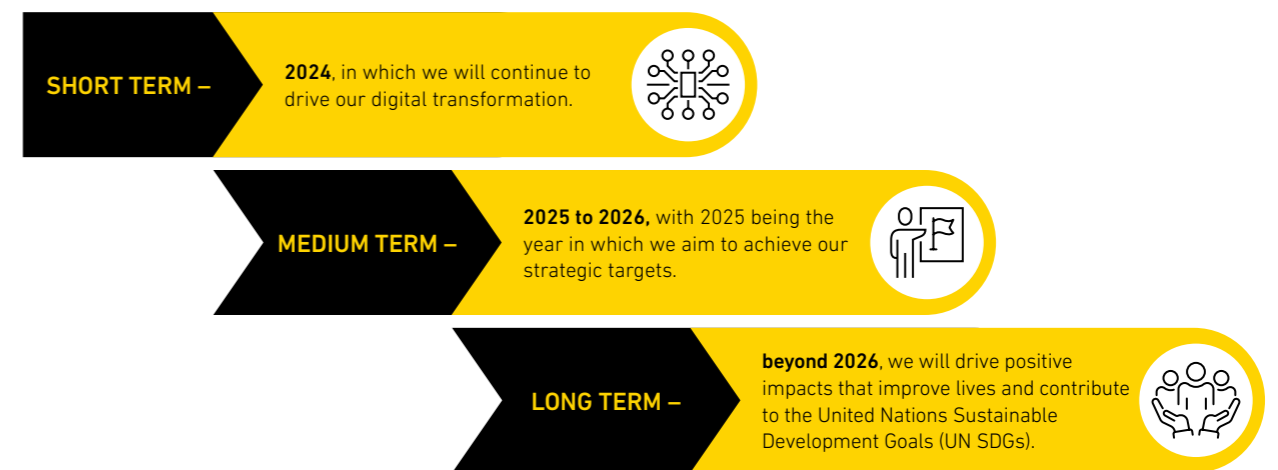 SHORT TERM –
2024, in which we will continue to
drive our digital transformation.
MEDIUM TERM –
2025 to 2026, with 2025 being the
year in which we aim to achieve our
strategic targets.
LONG TERM –
beyond 2026, we will drive positive
impacts that improve lives and contribute
to the United Nations Sustainable
Development Goals (UN SDGs).